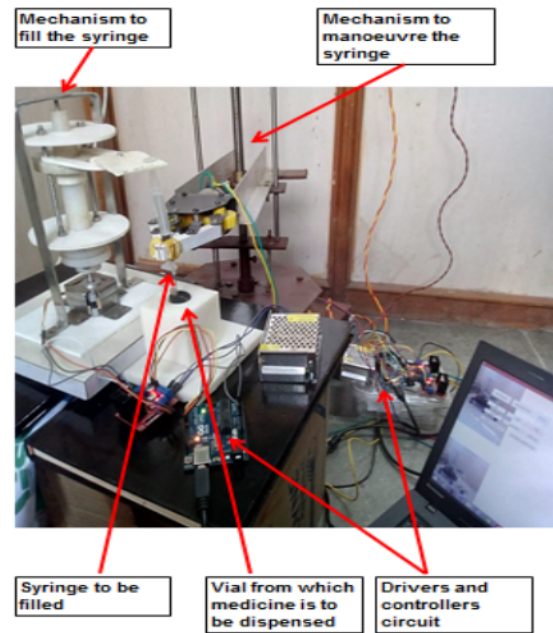 Mechanism to
fill the syringe
Mechanism to
manoeuvre the
syringe
Syringe to be
filled
Vial from which
medicine is to
be dispensed
Drivers and
controllers
circuit